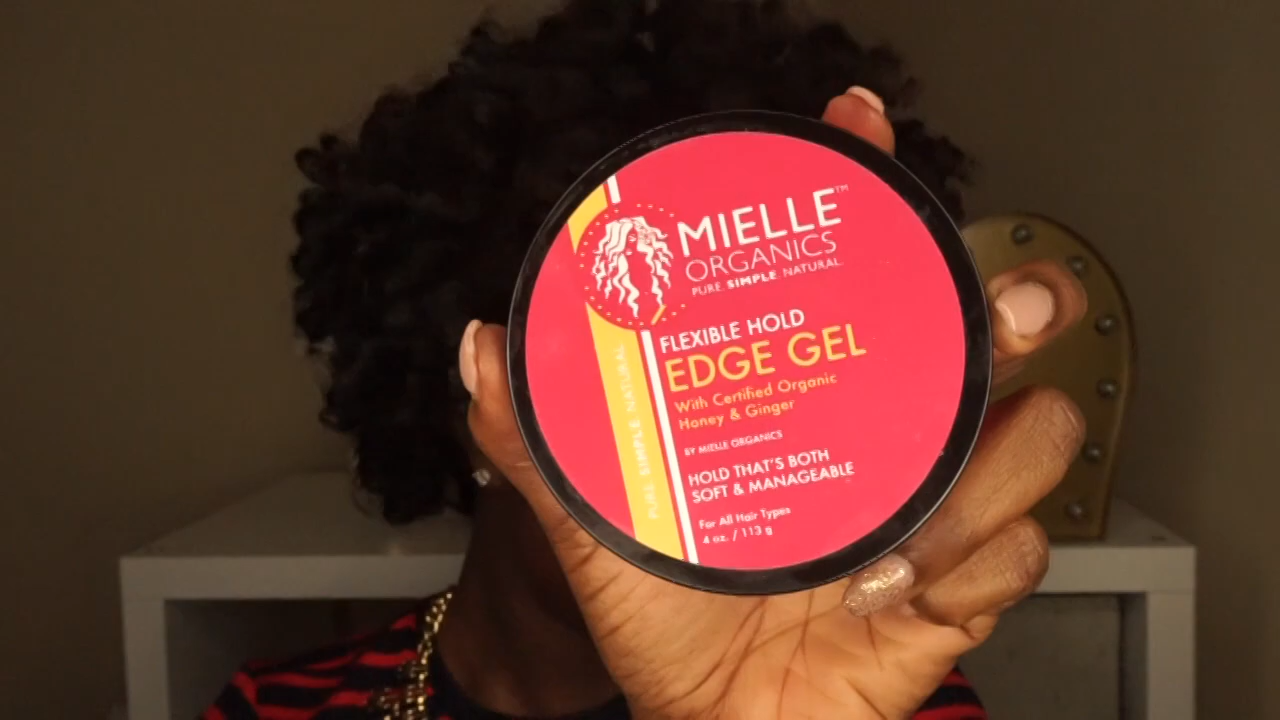 MIELLE™
ORGANICS
PURE. SIMPLE. NATURAL.
FLEXIBLE HOLD
EDGE GEL
With Certified Organic
Honey & Ginger
BY MIELLE ORGANICS
HOLD THAT'S BOTH
SOFT & MANAGEABLE
For All Hair Types
4 oz. / 113 g
PURE SIMPLE NATURAL